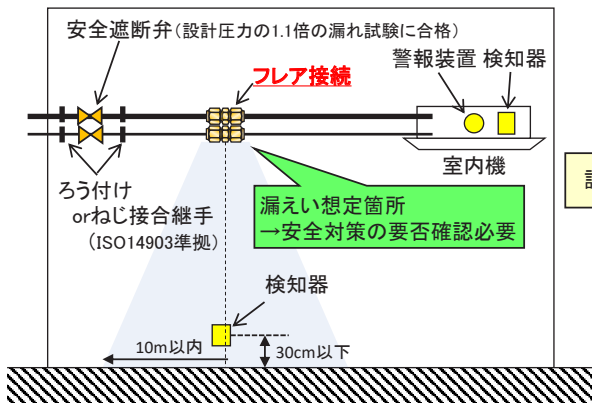 安全遮断弁(設計圧力の1.1倍の漏れ試験に合格)
フレア接続
警報装置 検知器
室内機
ろう付け
orねじ接合継手
(ISO14903準拠)
漏えい想定箇所
→安全対策の要否確認必要
検知器
10m以内
30cm以下